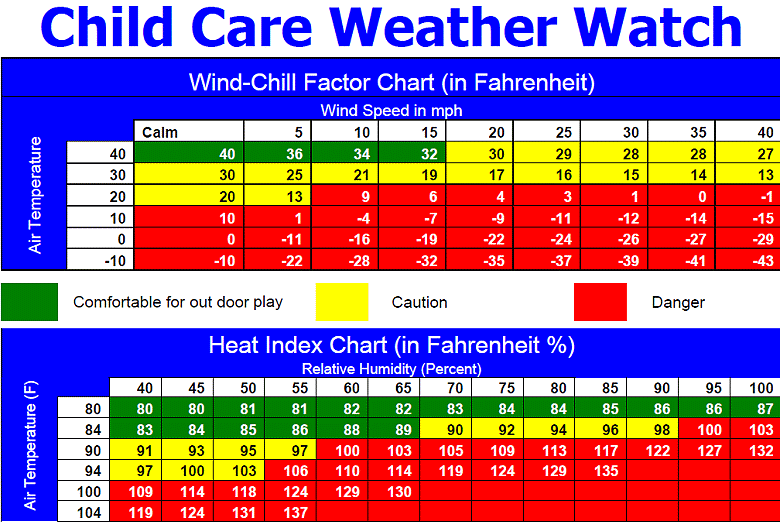 Child Care Weather Watch
Wind-Chill Factor Chart (in Fahrenheit)
Wind Speed in mph
Air Temperature
Calm 5 10 15 20 25 30 35 40
40 40 36 34 32 30 29 28 28 27
30 30 25 21 19 17 16 15 14 13
20 20 13 9 6 4 3 1 0 -1
10 10 1 -4 -7 -9 -11 -12 -14 -15
0 0 -11 -16 -19 -22 -24 -26 -27 -29
-10 -10 -22 -28 -32 -35 -37 -39 -41 -43
Comfortable for out door play Caution Danger
Heat Index Chart (in Fahrenheit %)
Relative Humidity (Percent)
Air Temperature (F)
40 45 50 55 60 65 70 75 80 85 90 95 100
80 80 80 81 81 82 82 83 84 84 85 86 86 87
84 83 84 85 86 88 89 90 92 94 96 98 100 103
90 91 93 95 97 100 103 105 109 113 117 122 127 132
94 97 100 103 106 110 114 119 124 129 135
100 109 114 118 124 129 130
104 119 124 131 137